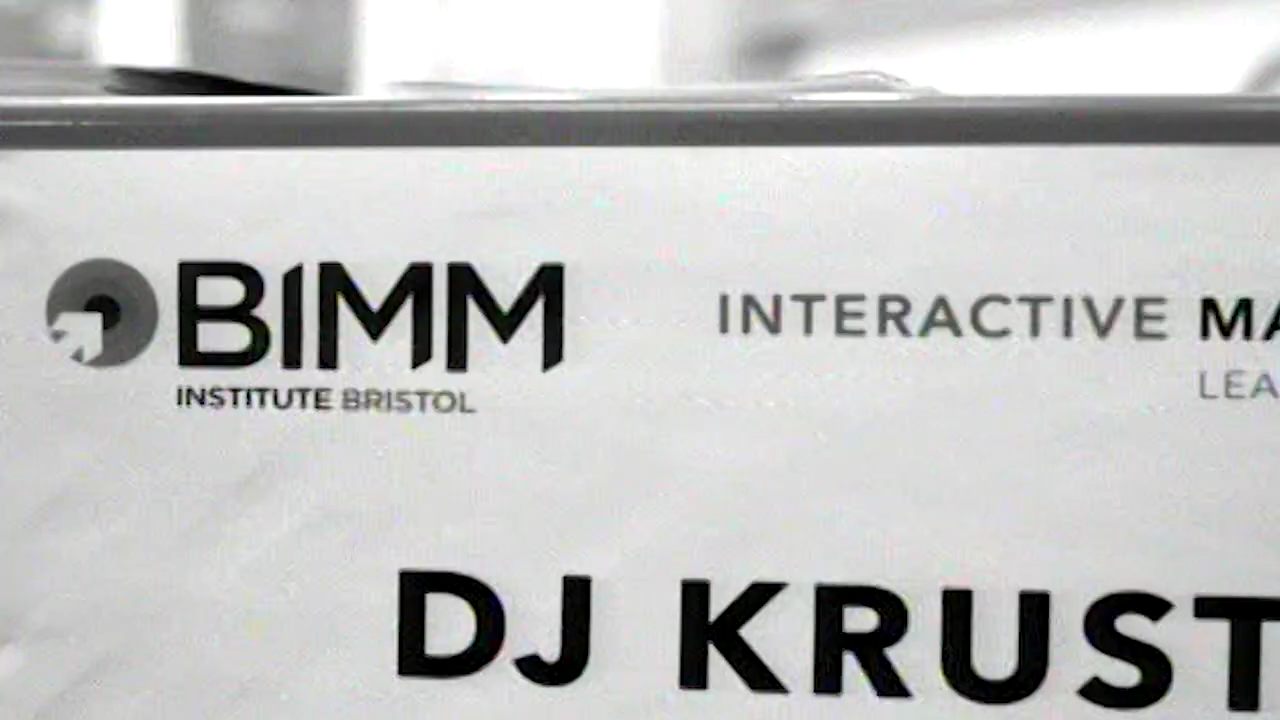 BIMM
INSTITUTE BRISTOL
INTERACTIVE MA
LEA
DJ KRUST